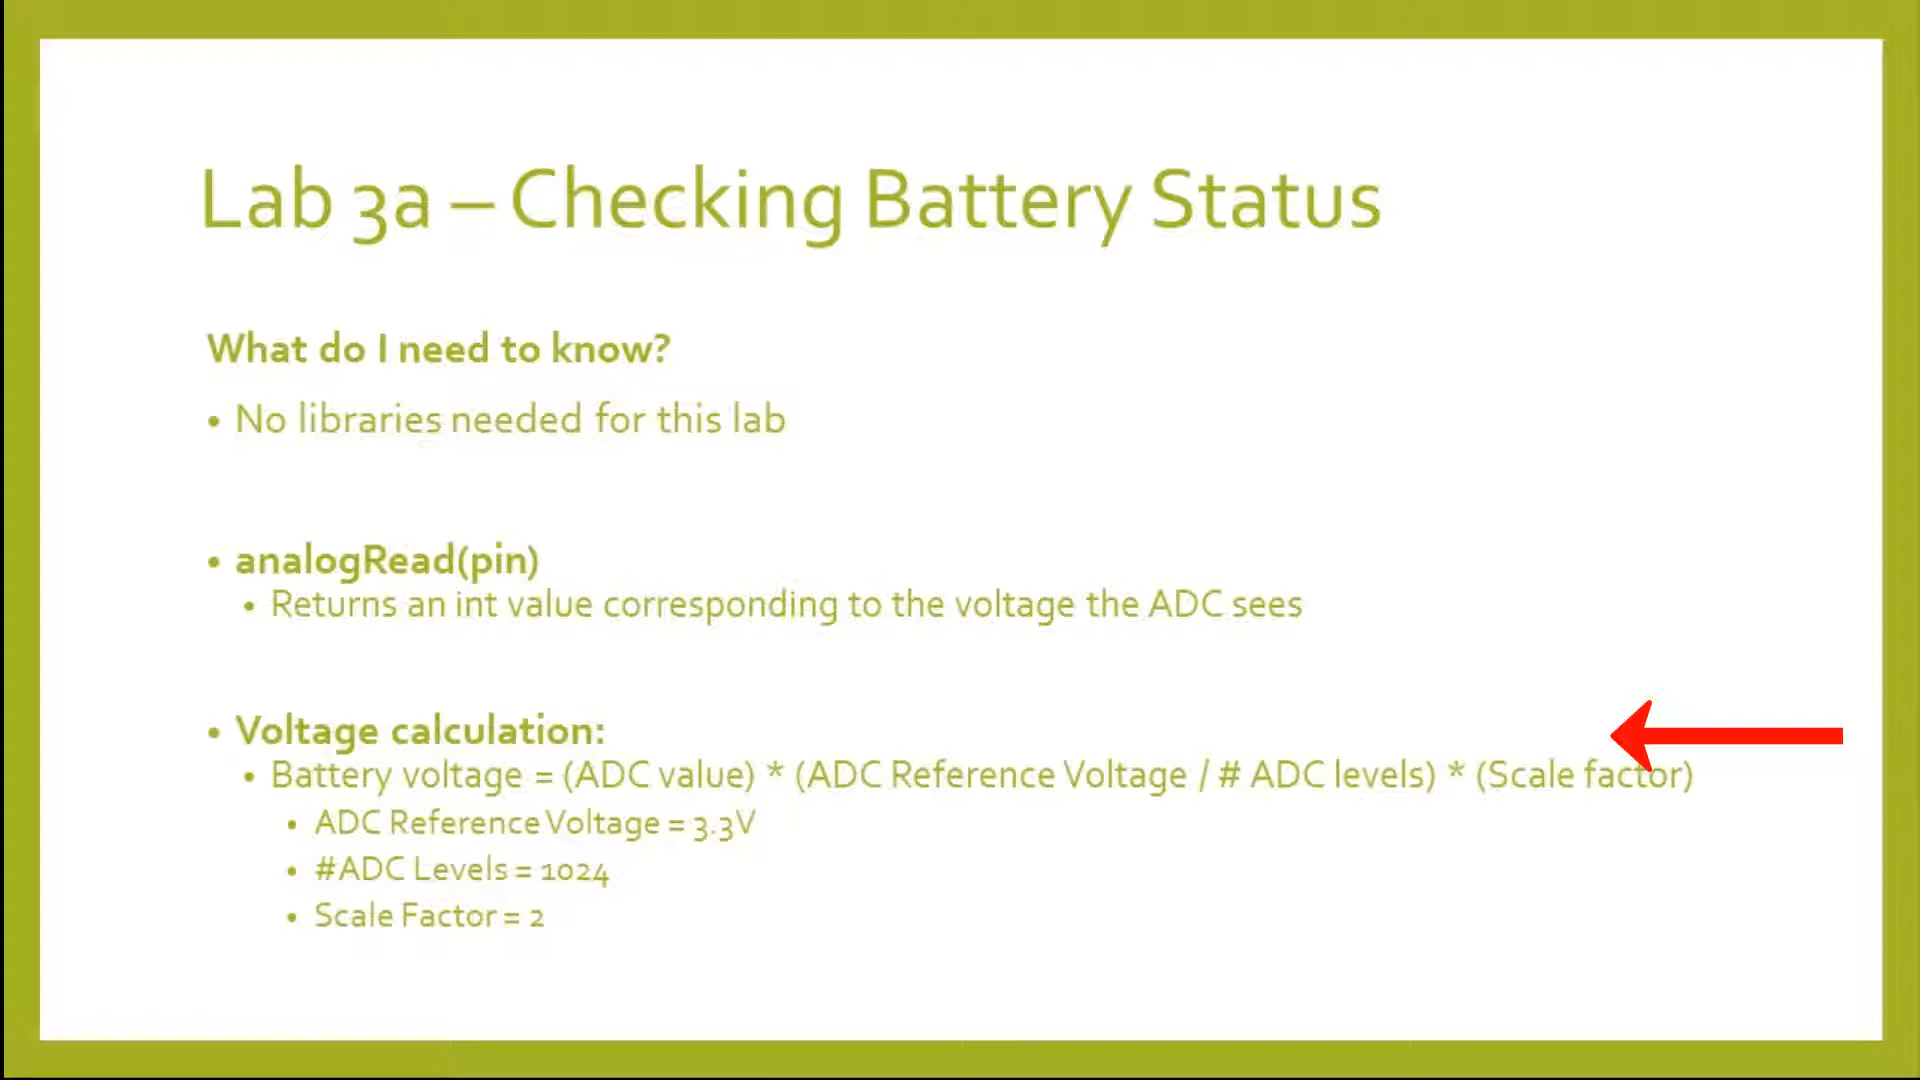 Lab 3a – Checking Battery Status
What do I need to know?
• No libraries needed for this lab
• analogRead(pin)
• Returns an int value corresponding to the voltage the ADC sees
• Voltage calculation:
• Battery voltage = (ADC value) * (ADC Reference Voltage / # ADC levels) * (Scale factor)
• ADC Reference Voltage = 3.3V
• #ADC Levels = 1024
• Scale Factor = 2